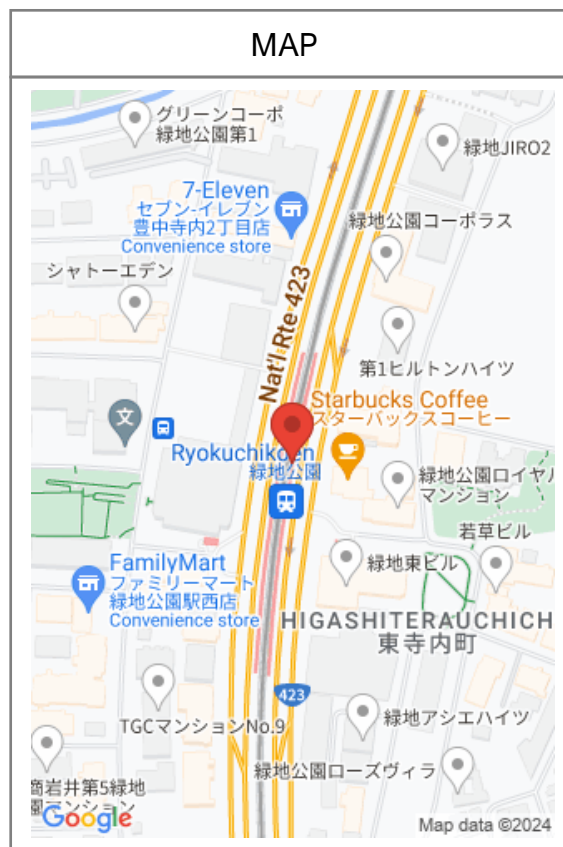 MAP
グリーンコーポ
緑地公園第1
緑地JIRO2
7-Eleven
セブン-イレブン
豊中寺内2丁目店
Convenience store
緑地公園コーポラス
シャトーエデン
Nat'l Rte 423
第1ヒルトンハイツ
Starbucks Coffee
スターバックスコーヒー
文
Ryokuchikoen
緑地公園
緑地公園ロイヤル
マンション
若草ビル
緑地東ビル
FamilyMart
ファミリーマート
緑地公園駅西店
Convenience store
HIGASHITERAUCHICH
東寺内町
423
TGCマンションNo.9
緑地アシエハイツ
緑地公園ローズヴィラ
商岩井第5緑地
園マンション
Google
Map data ©2024